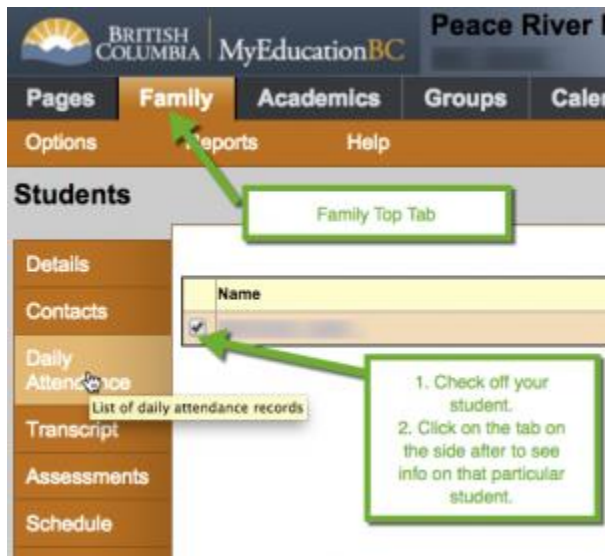 BRITISH
COLUMBIA
MyEducationBC
Peace River
Pages Family Academics Groups
Options Reports Help
Students
Family Top Tab
Details
Contacts
Name
Daily
Attendance
List of daily attendance records
1. Check off your
student.
2. Click on the tab on
the side after to see
info on that particular
student.
Transcript
Assessments
Schedule